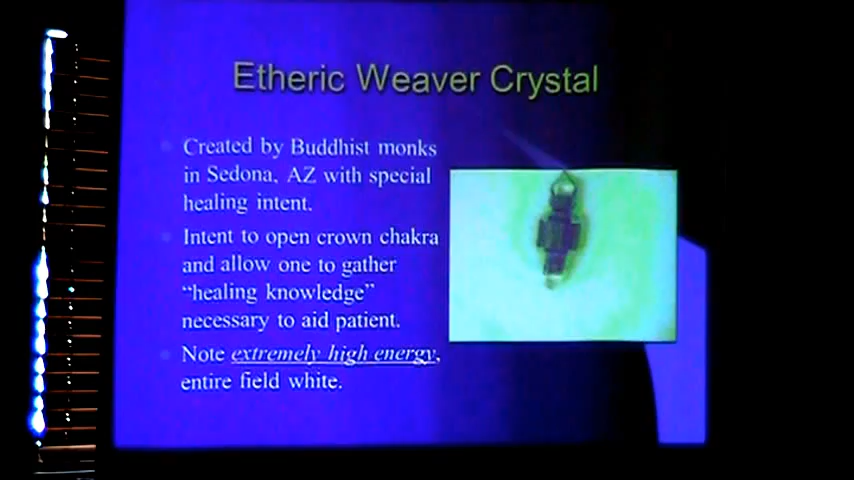 Etheric Weaver Crystal
Created by Buddhist monks
in Sedona, AZ with special
healing intent.
Intent to open crown chakra
and allow one to gather
“healing knowledge”
necessary to aid patient.
Note extremely high energy,
entire field white.